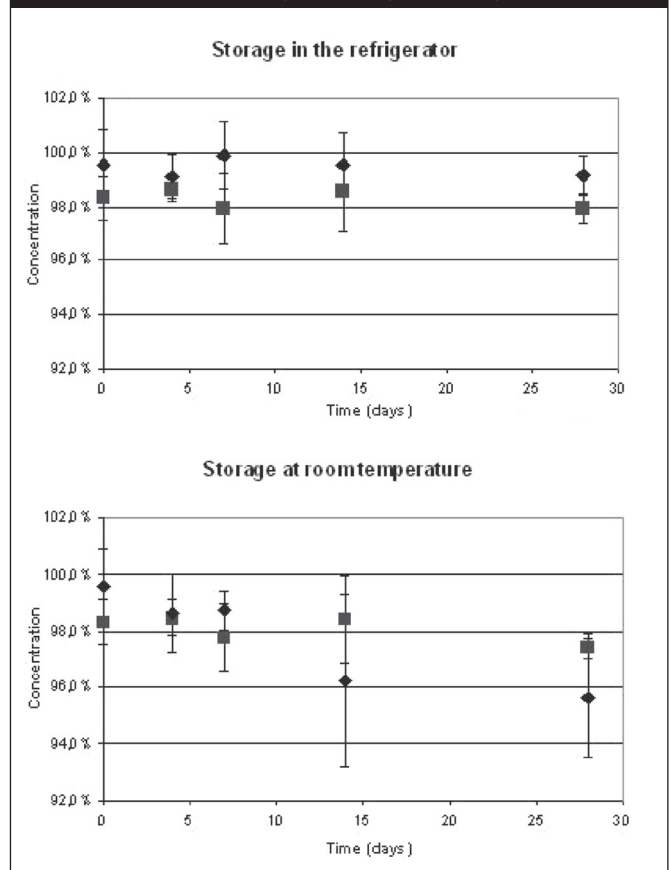 Storage in the refrigerator
102,0 %
100,0 %
98,0 %
96,0 %
94,0 %
92,0 %
Concentration
0 5 10 15 20 25 30
Time (days)
Storage at room temperature
102,0 %
100,0 %
98,0 %
96,0 %
94,0 %
92,0 %
Concentration
0 5 10 15 20 25 30
Time (days)